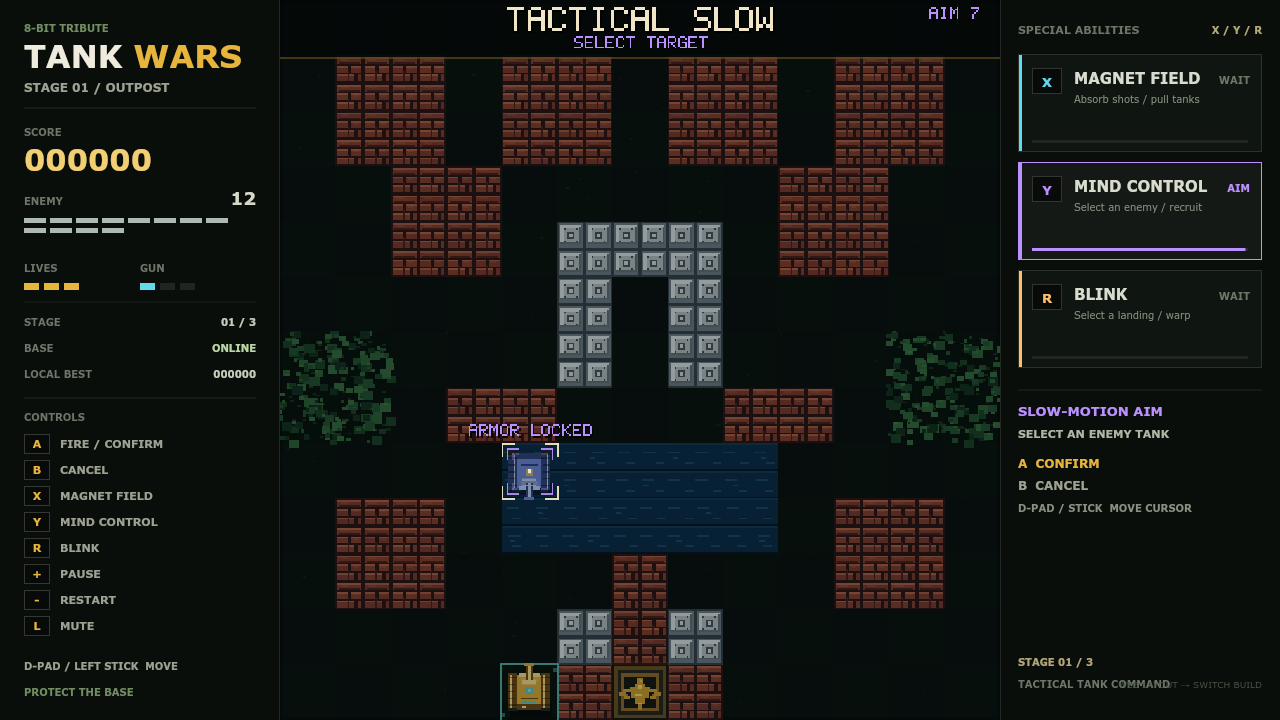 8-BIT TRIBUTE
TANK WARS
STAGE 01 / OUTPOST
SCORE
000000
ENEMY 12
LIVES GUN
STAGE 01 / 3
BASE ONLINE
LOCAL BEST 000000
CONTROLS
A FIRE / CONFIRM
B CANCEL
X MAGNET FIELD
Y MIND CONTROL
R BLINK
+ PAUSE
- RESTART
L MUTE
D-PAD / LEFT STICK MOVE
PROTECT THE BASE
TACTICAL SLOW
SELECT TARGET
AIM 7
ARMOR LOCKED
SPECIAL ABILITIES X / Y / R
X MAGNET FIELD WAIT
Absorb shots / pull tanks
Y MIND CONTROL AIM
Select an enemy / recruit
R BLINK WAIT
Select a landing / warp
SLOW-MOTION AIM
SELECT AN ENEMY TANK
A CONFIRM
B CANCEL
D-PAD / STICK MOVE CURSOR
STAGE 01 / 3
TACTICAL TANK COMMAND
→ SWITCH BUILD